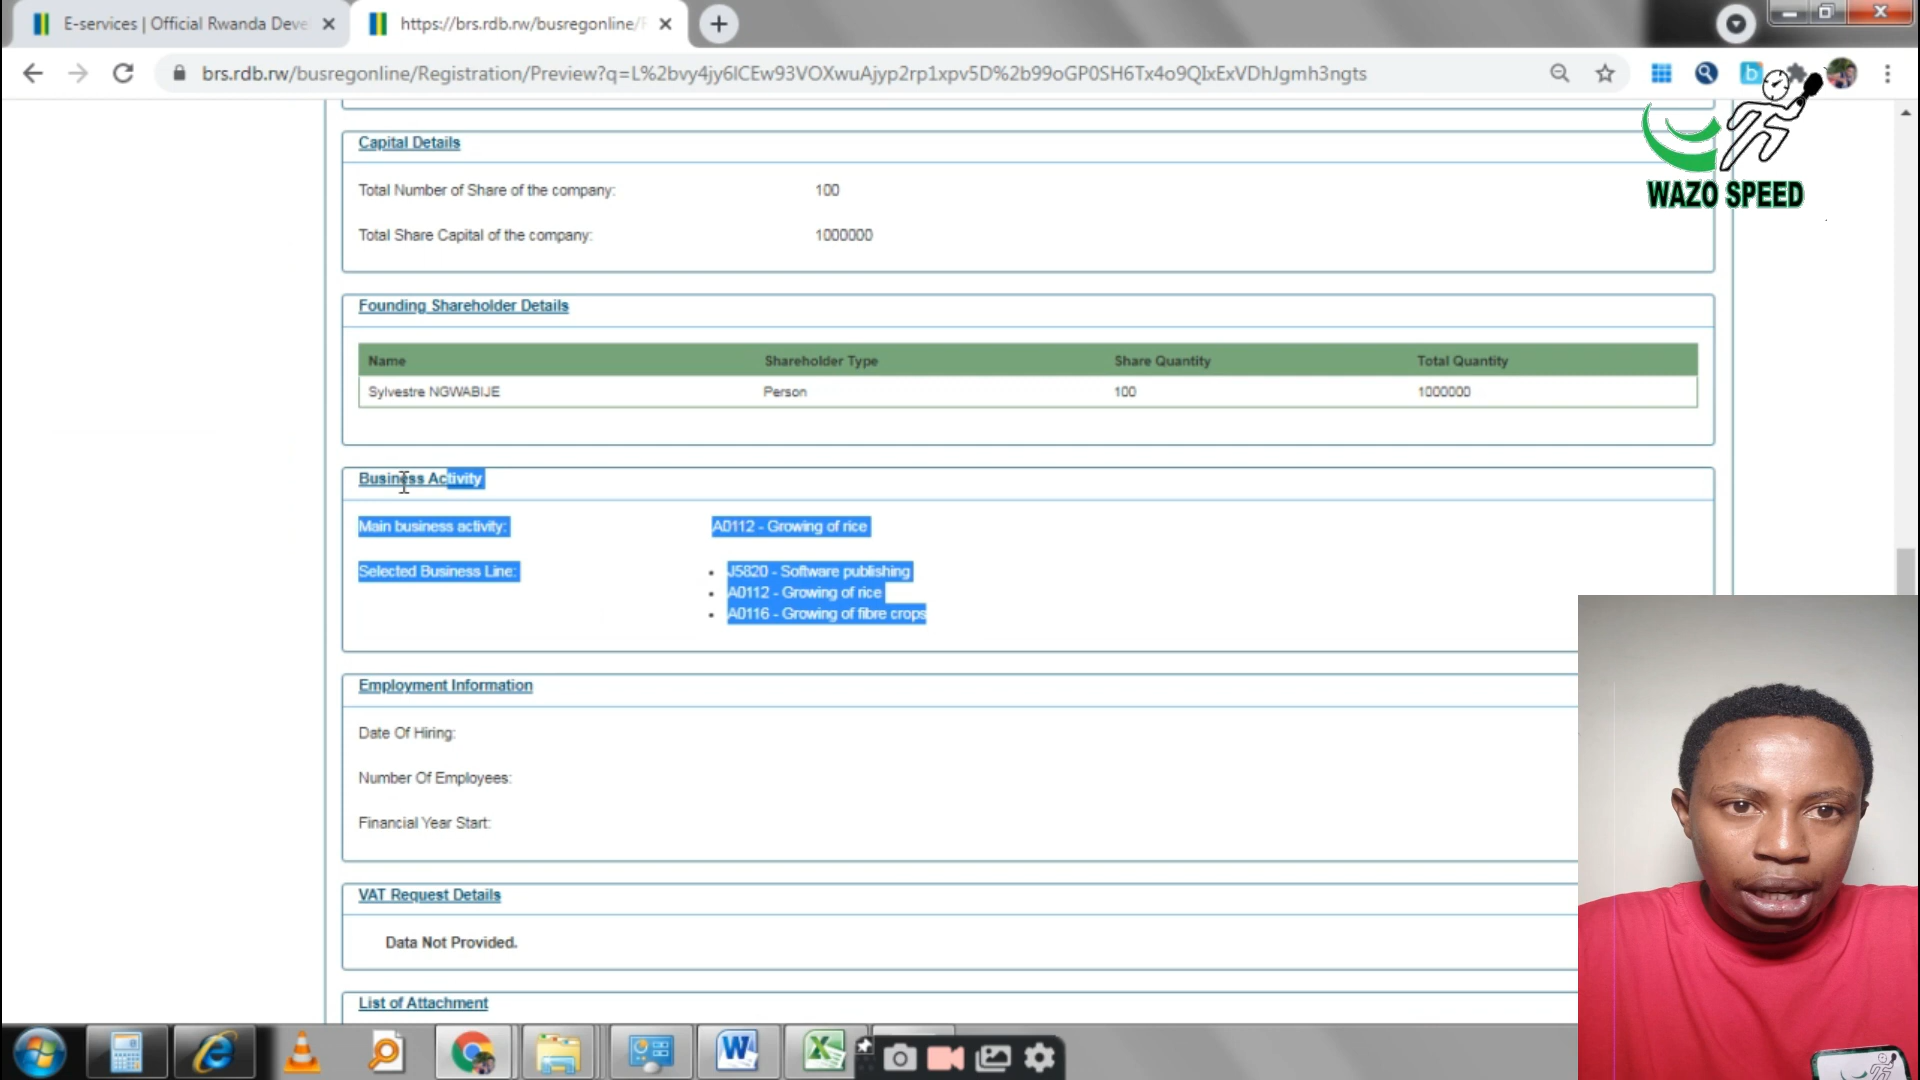 E-services | Official Rwanda Deve
https://brs.rdb.rw/busregonline/
brs.rdb.rw/busregonline/Registration/Preview?q=L%2bvy4jy6lCEw93VOXwuAjyp2rp1xpv5D%2b99oGP0SH6Tx4o9QIxExVDhJgmh3ngts
WAZO SPEED
Capital Details
Total Number of Share of the company: 100
Total Share Capital of the company: 1000000
Founding Shareholder Details
Name Shareholder Type Share Quantity Total Quantity
Sylvestre NGWABIJE Person 100 1000000
Business Activity
Main business activity: A0112 - Growing of rice
Selected Business Line: • J5820 - Software publishing
• A0112 - Growing of rice
• A0116 - Growing of fibre crops
Employment Information
Date Of Hiring:
Number Of Employees:
Financial Year Start:
VAT Request Details
Data Not Provided.
List of Attachment